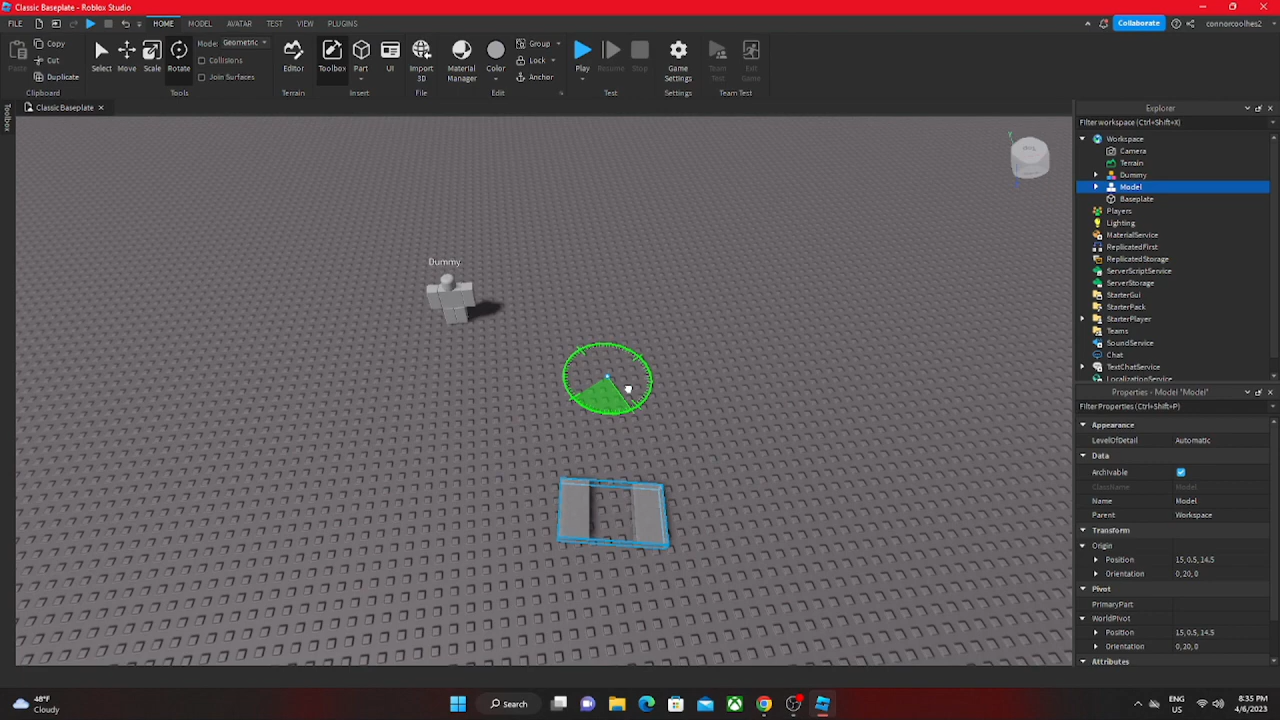 Classic Baseplate - Roblox Studio
FILE HOME MODEL AVATAR TEST VIEW PLUGINS Collaborate connorcoolhes2
Paste Copy Cut Duplicate Clipboard
Select Move Scale Rotate Tools
Mode: Geometric
Collisions
Join Surfaces
Editor Terrain
Toolbox Part UI Insert
Import 3D File
Material Manager Color Group Lock Anchor Edit
Play Resume Stop Test
Game Settings Settings
Team Test Exit Game Team Test
Toolbox
Classic Baseplate
Dummy
Explorer
Filter workspace (Ctrl+Shift+X)
Workspace
Camera
Terrain
Dummy
Model
Baseplate
Players
Lighting
MaterialService
ReplicatedFirst
ReplicatedStorage
ServerScriptService
ServerStorage
StarterGui
StarterPack
StarterPlayer
Teams
SoundService
Chat
TextChatService
LocalizationService
Properties - Model "Model"
Filter Properties (Ctrl+Shift+P)
Appearance
LevelOfDetail Automatic
Data
Archivable
ClassName Model
Name Model
Parent Workspace
Transform
Origin
Position 15, 0.5, 14.5
Orientation 0, 20, 0
Pivot
PrimaryPart
WorldPivot
Position 15, 0.5, 14.5
Orientation 0, 20, 0
Attributes
48°F
Cloudy
Search
ENG
US
8:35 PM
4/6/2023